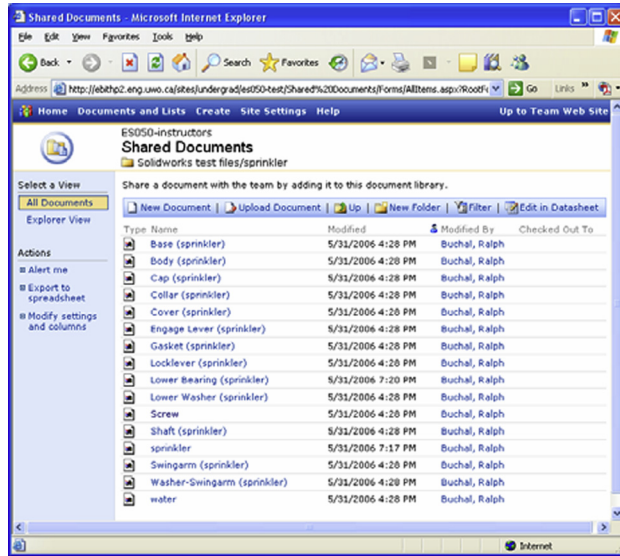 Shared Documents - Microsoft Internet Explorer
File Edit View Favorites Tools Help
Back Search Favorites
Address http://ebithp2.eng.uwo.ca/sites/undergrad/es050-test/Shared%20Documents/Forms/AllItems.aspx?RootF Go Links »
Home Documents and Lists Create Site Settings Help Up to Team Web Site
ES050-instructors
Shared Documents
Solidworks test files/sprinkler
Select a View
All Documents
Explorer View
Actions
Alert me
Export to
spreadsheet
Modify settings
and columns
Share a document with the team by adding it to this document library.
New Document | Upload Document | Up | New Folder | Filter | Edit in Datasheet
Type Name Modified Modified By Checked Out To
Base (sprinkler) 5/31/2006 4:28 PM Buchal, Ralph
Body (sprinkler) 5/31/2006 4:28 PM Buchal, Ralph
Cap (sprinkler) 5/31/2006 4:28 PM Buchal, Ralph
Collar (sprinkler) 5/31/2006 4:28 PM Buchal, Ralph
Cover (sprinkler) 5/31/2006 4:28 PM Buchal, Ralph
Engage Lever (sprinkler) 5/31/2006 4:28 PM Buchal, Ralph
Gasket (sprinkler) 5/31/2006 4:28 PM Buchal, Ralph
Locklever (sprinkler) 5/31/2006 4:28 PM Buchal, Ralph
Lower Bearing (sprinkler) 5/31/2006 7:20 PM Buchal, Ralph
Lower Washer (sprinkler) 5/31/2006 4:28 PM Buchal, Ralph
Screw 5/31/2006 4:28 PM Buchal, Ralph
Shaft (sprinkler) 5/31/2006 4:28 PM Buchal, Ralph
sprinkler 5/31/2006 7:17 PM Buchal, Ralph
Swingarm (sprinkler) 5/31/2006 4:28 PM Buchal, Ralph
Washer-Swingarm (sprinkler) 5/31/2006 4:28 PM Buchal, Ralph
water 5/31/2006 4:28 PM Buchal, Ralph
Internet